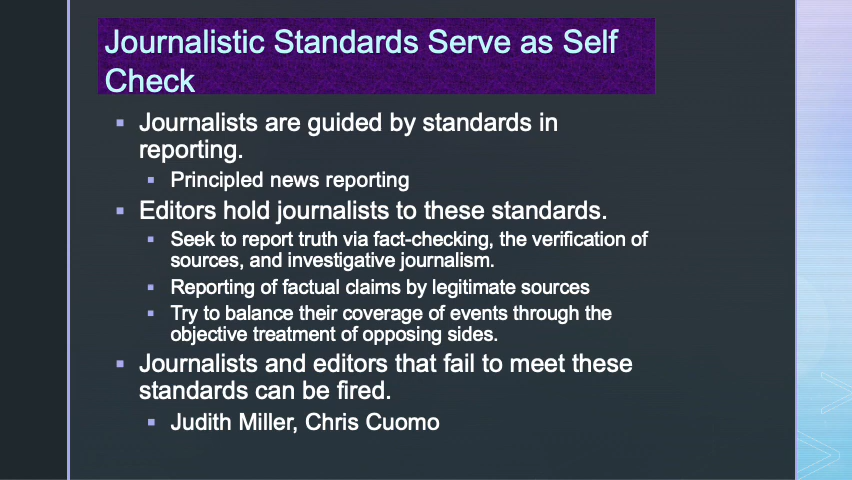 Journalistic Standards Serve as Self
Check
▪ Journalists are guided by standards in
reporting.
▪ Principled news reporting
▪ Editors hold journalists to these standards.
▪ Seek to report truth via fact-checking, the verification of
sources, and investigative journalism.
▪ Reporting of factual claims by legitimate sources
▪ Try to balance their coverage of events through the
objective treatment of opposing sides.
▪ Journalists and editors that fail to meet these
standards can be fired.
▪ Judith Miller, Chris Cuomo